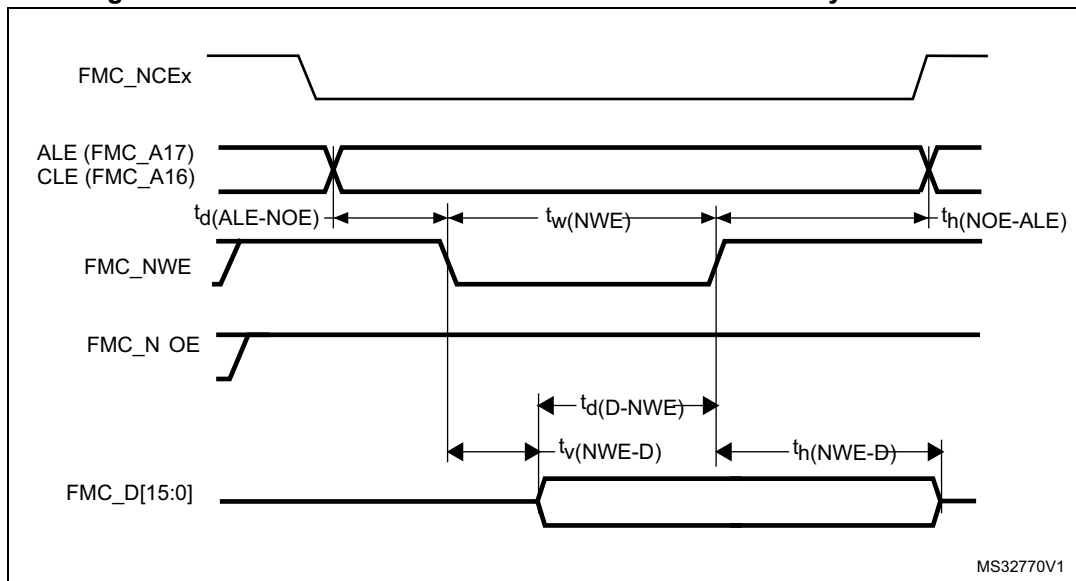 FMC_NCEx
ALE (FMC_A17)
CLE (FMC_A16)
td(ALE-NOE) tw(NWE) th(NOE-ALE)
FMC_NWE
FMC_N OE
td(D-NWE)
tv(NWE-D) th(NWE-D)
FMC_D[15:0]
MS32770V1